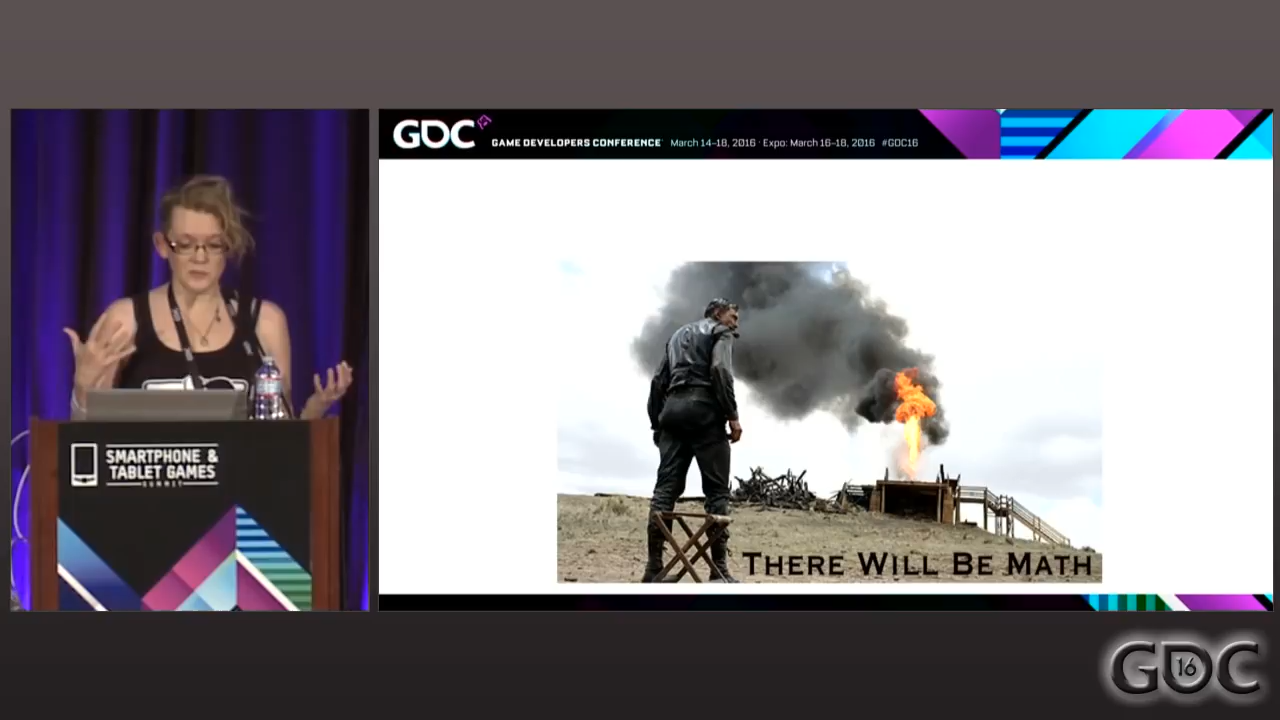 GDC
GAME DEVELOPERS CONFERENCE March 14–18, 2016 · Expo: March 16–18, 2016 #GDC16
SMARTPHONE &
TABLET GAMES
SUMMIT
THERE WILL BE MATH
GDC
16